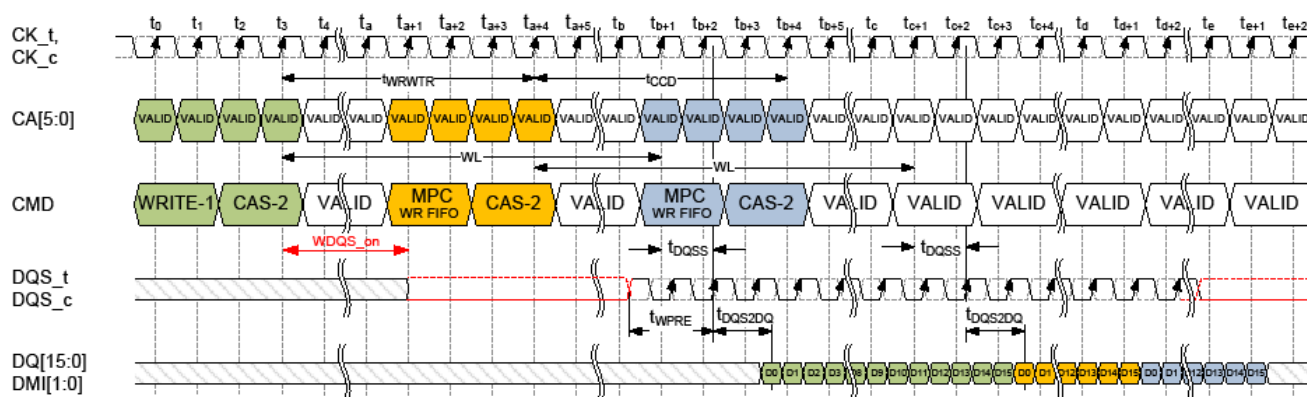 t0 t1 t2 t3 t4 ta ta+1 ta+2 ta+3 ta+4 ta+5 tb tb+1 tb+2 tb+3 tb+4 tb+5 tc tc+1 tc+2 tc+3 tc+4 td td+1 td+2 te te+1 te+2
CK_t,
CK_c
tWRWTR tCCD
CA[5:0] VALID VALID VALID VALID VALID VALID VALID VALID VALID VALID VALID VALID VALID VALID VALID VALID VALID VALID VALID VALID VALID VALID VALID VALID VALID VALID VALID VALID
WL WL
CMD WRITE-1 CAS-2 VALID MPC WR FIFO CAS-2 VALID MPC WR FIFO CAS-2 VALID VALID VALID VALID VALID VALID
WDQS_on tDQSS tDQSS
DQS_t
DQS_c
tWPRE tDQS2DQ tDQS2DQ
DQ[15:0]
DMI[1:0]
D0 D1 D2 D3 D9 D10 D11 D12 D13 D14 D15 D0 D1 D12 D13 D14 D15 D0 D1 D13 D14 D15